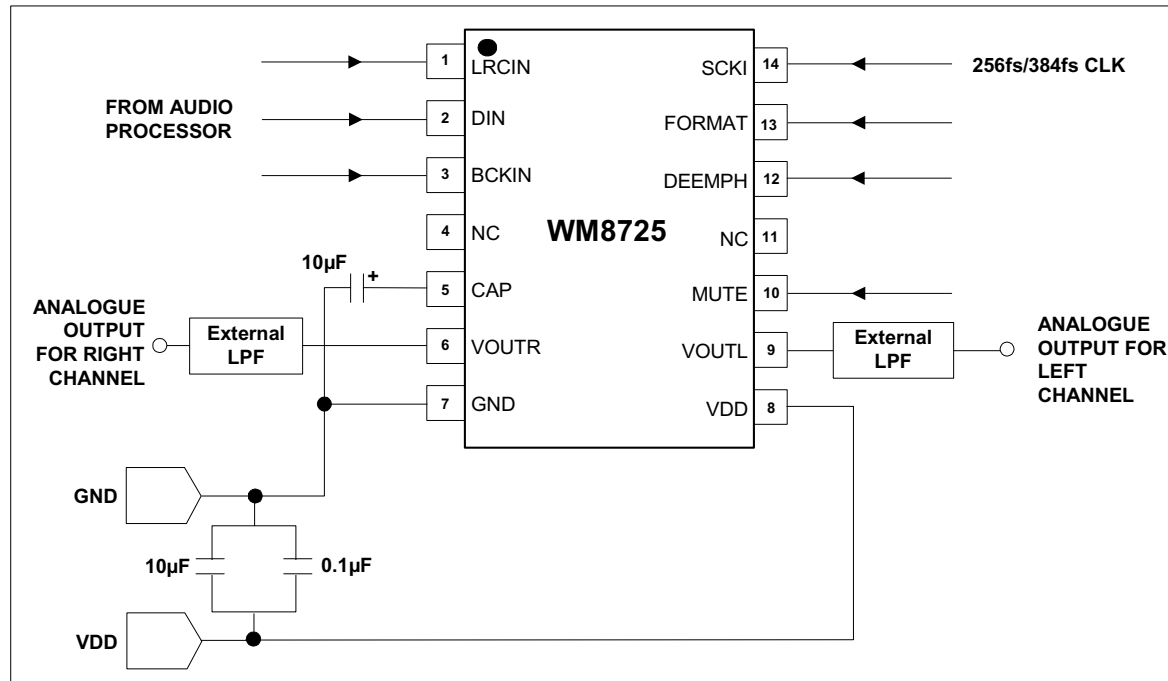 1
LRCIN
SCKI
14
256fs/384fs CLK
FROM AUDIO
PROCESSOR
2
DIN
FORMAT
13
3
BCKIN
DEEMPH
12
4
NC
WM8725
NC
11
10µF
+
5
CAP
MUTE
10
ANALOGUE
OUTPUT
FOR RIGHT
CHANNEL
External
LPF
6
VOUTR
VOUTL
9
External
LPF
ANALOGUE
OUTPUT FOR
LEFT
CHANNEL
7
GND
VDD
8
GND
10µF
0.1µF
VDD